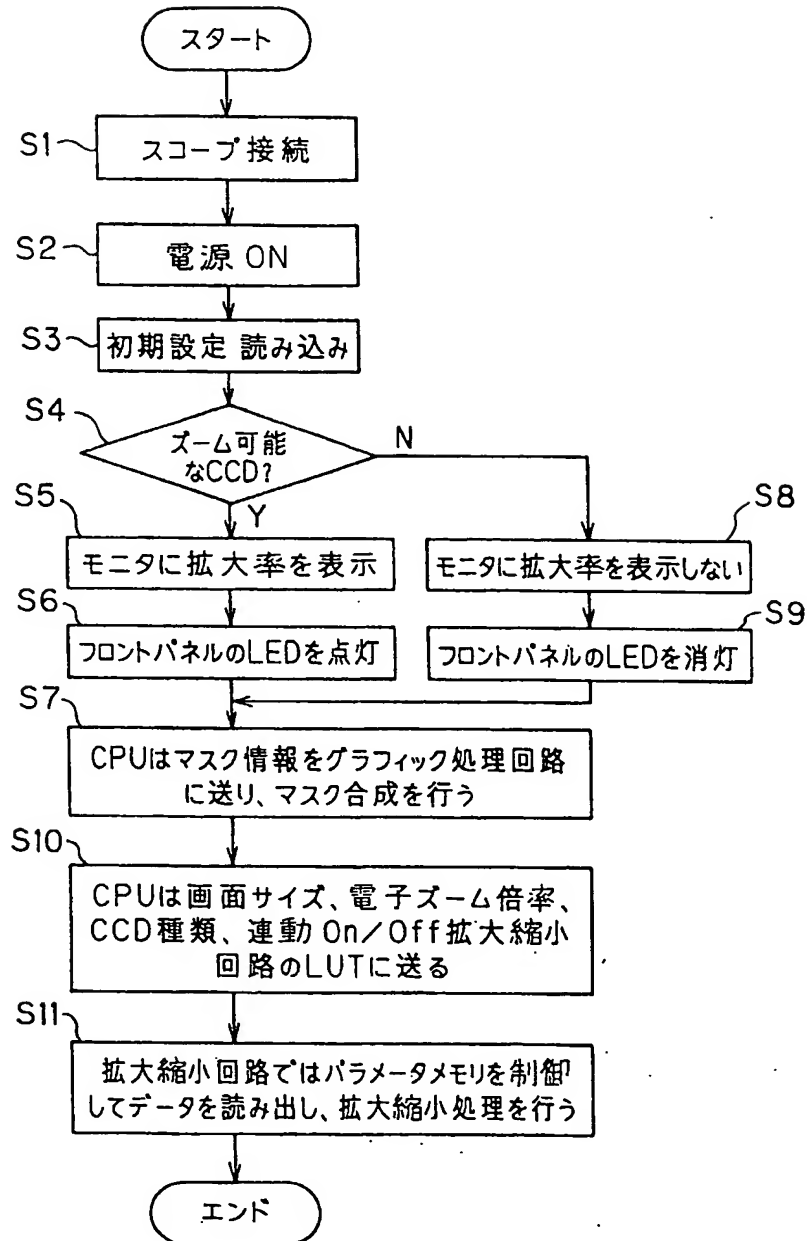 スタート
S1
スコープ接続
S2
電源 ON
S3
初期設定 読み込み
S4
ズーム可能
なCCD?
N
Y
S5
モニタに拡大率を表示
S8
モニタに拡大率を表示しない
S6
フロントパネルのLEDを点灯
S9
フロントパネルのLEDを消灯
S7
CPUはマスク情報をグラフィック処理回路
に送り、マスク合成を行う
S10
CPUは画面サイズ、電子ズーム倍率、
CCD種類、連動 On/Off拡大縮小
回路のLUTに送る
S11
拡大縮小回路ではパラメータメモリを制御
してデータを読み出し、拡大縮小処理を行う
エンド